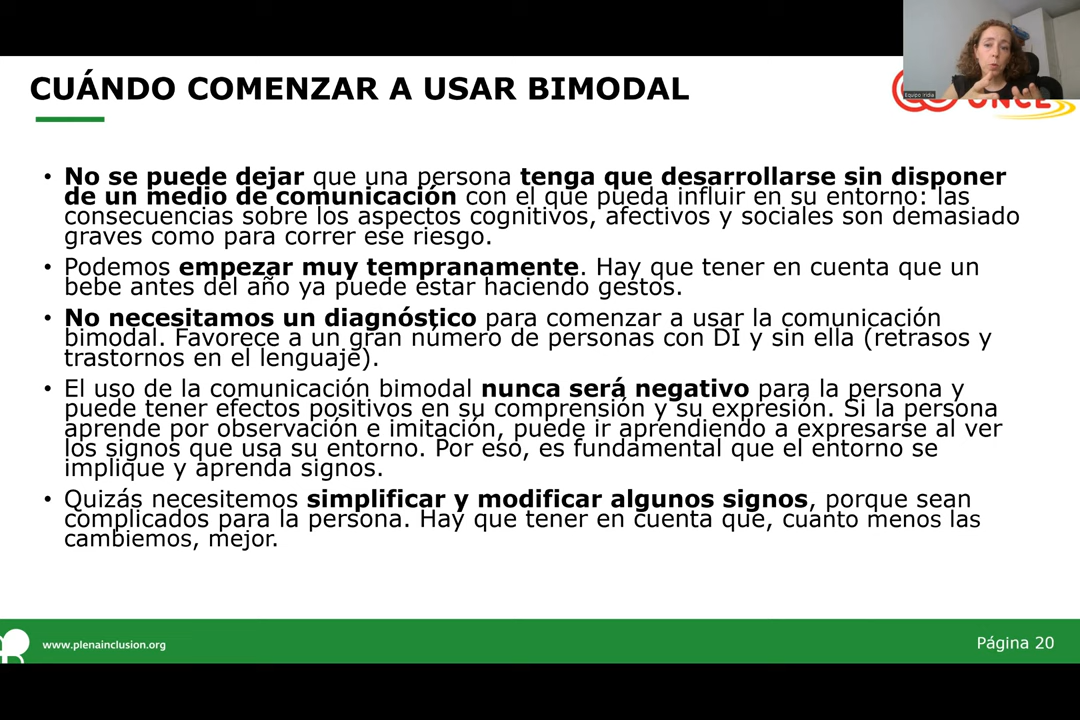 CUÁNDO COMENZAR A USAR BIMODAL
Equipo Iridia
ONCE
• No se puede dejar que una persona tenga que desarrollarse sin disponer
de un medio de comunicación con el que pueda influir en su entorno: las
consecuencias sobre los aspectos cognitivos, afectivos y sociales son demasiado
graves como para correr ese riesgo.
• Podemos empezar muy tempranamente. Hay que tener en cuenta que un
bebe antes del año ya puede estar haciendo gestos.
• No necesitamos un diagnóstico para comenzar a usar la comunicación
bimodal. Favorece a un gran número de personas con DI y sin ella (retrasos y
trastornos en el lenguaje).
• El uso de la comunicación bimodal nunca será negativo para la persona y
puede tener efectos positivos en su comprensión y su expresión. Si la persona
aprende por observación e imitación, puede ir aprendiendo a expresarse al ver
los signos que usa su entorno. Por eso, es fundamental que el entorno se
implique y aprenda signos.
• Quizás necesitemos simplificar y modificar algunos signos, porque sean
complicados para la persona. Hay que tener en cuenta que, cuanto menos las
cambiemos, mejor.
www.plenainclusion.org
Página 20